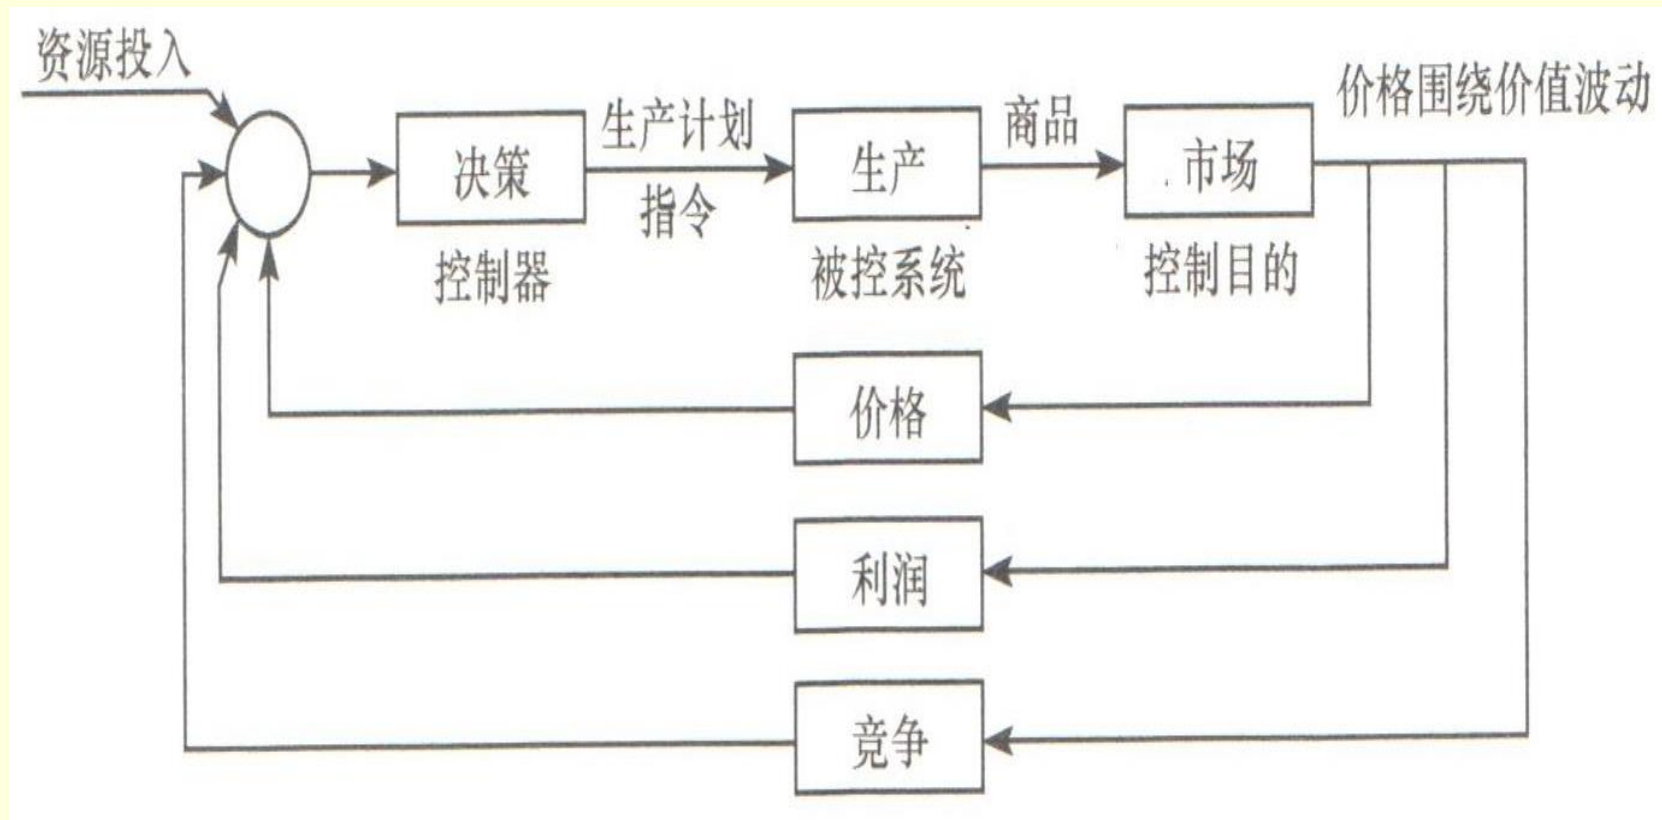 资源投入
价格围绕价值波动
生产计划
商品
决策
生产
市场
指令
控制器
被控系统
控制目的
价格
利润
竞争